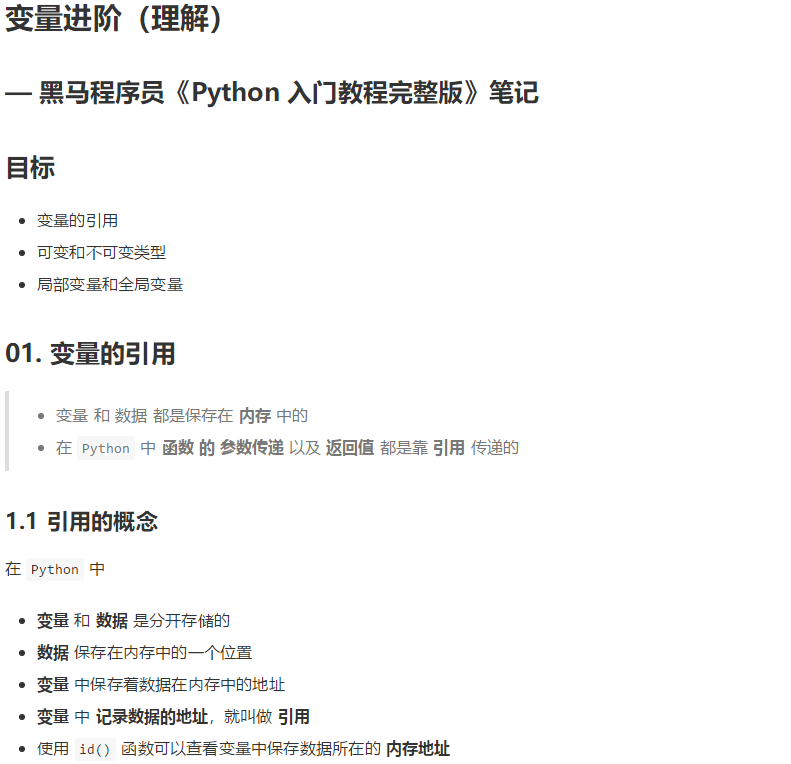 变量进阶（理解）
— 黑马程序员《Python 入门教程完整版》笔记
目标
变量的引用
可变和不可变类型
局部变量和全局变量
01. 变量的引用
变量 和 数据 都是保存在 内存 中的
在 Python 中 函数 的 参数传递 以及 返回值 都是靠 引用 传递的
1.1 引用的概念
在 Python 中
变量 和 数据 是分开存储的
数据 保存在内存中的一个位置
变量 中保存着数据在内存中的地址
变量 中 记录数据的地址，就叫做 引用
使用 id() 函数可以查看变量中保存数据所在的 内存地址